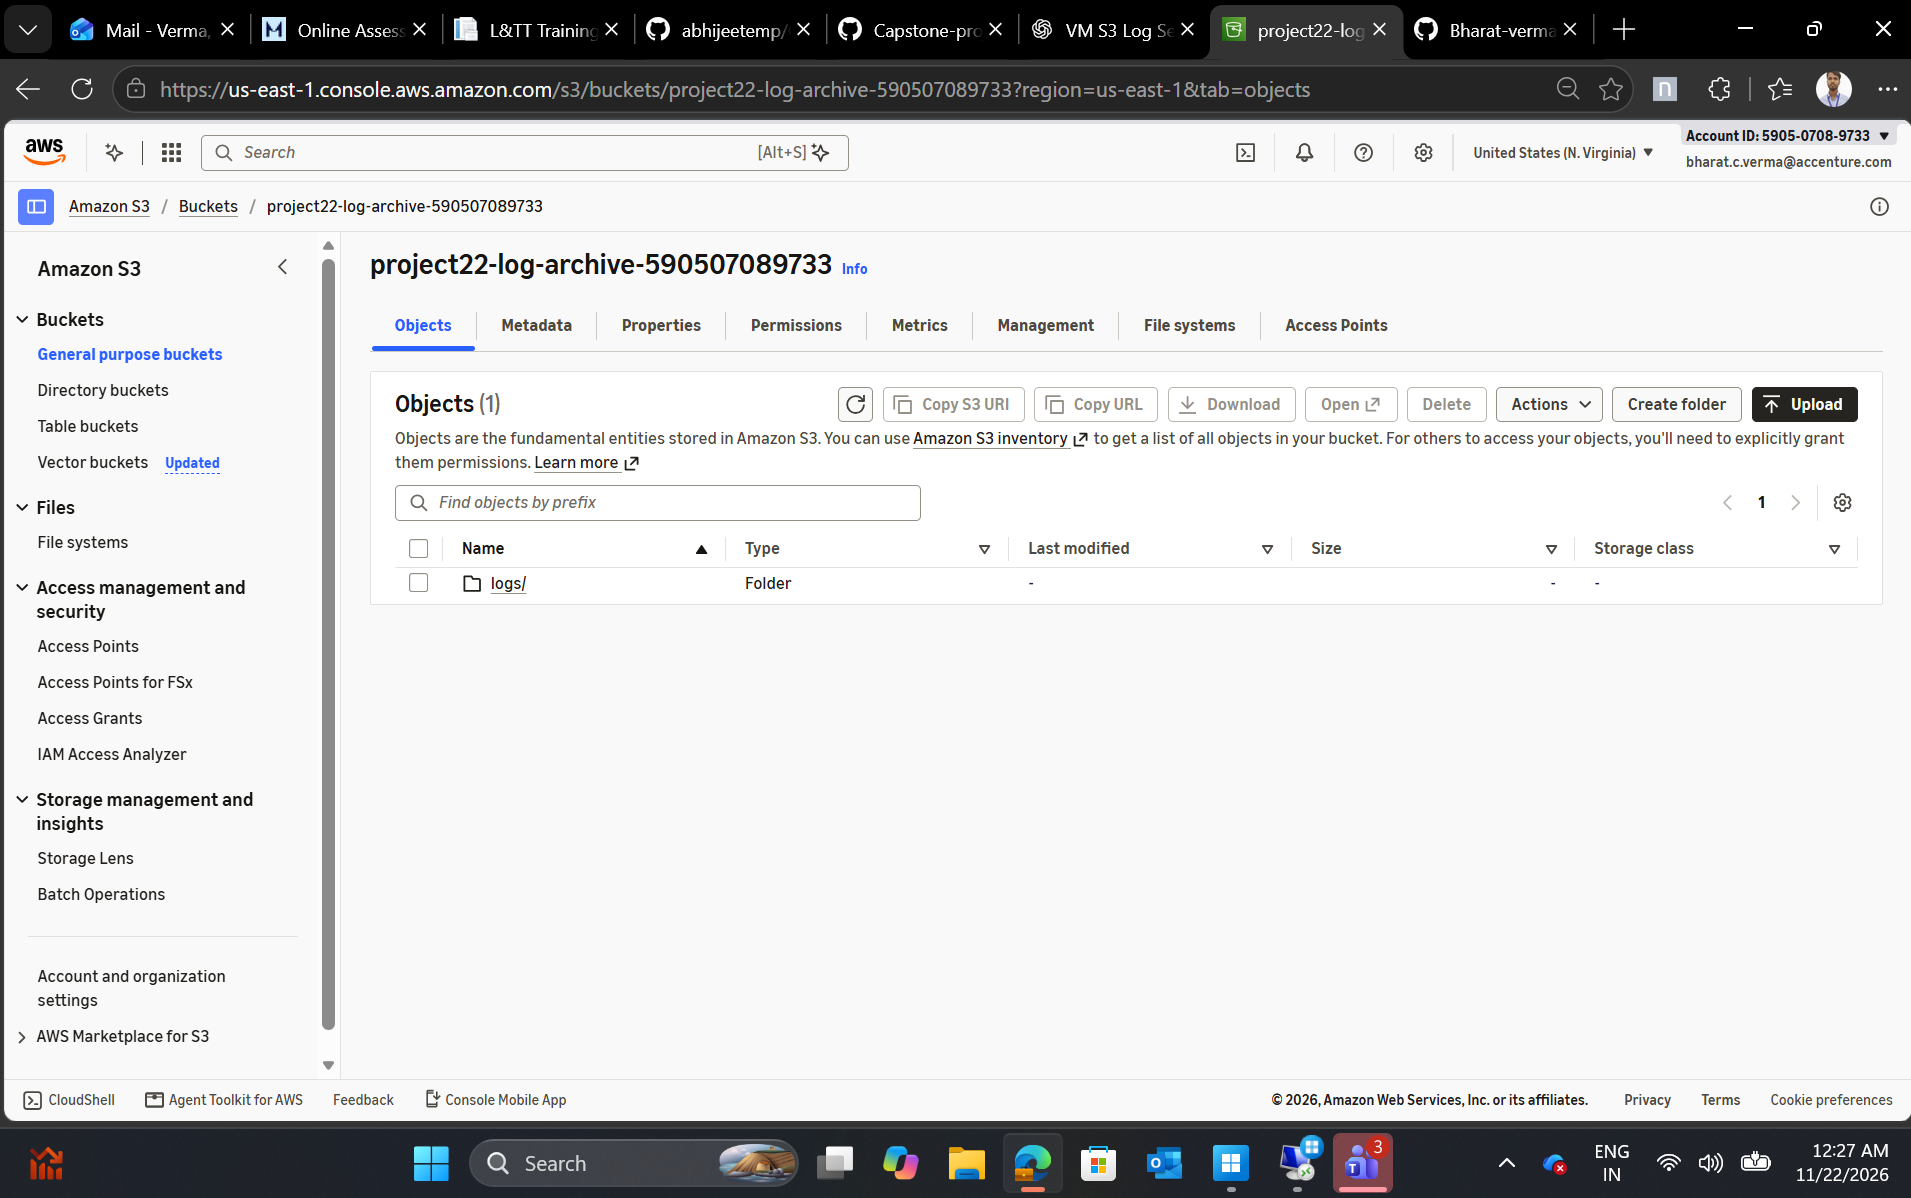 Mail - Verma,
Online Assess
L&TT Training
abhijeetemp/
Capstone-pro
VM S3 Log Se
project22-log
Bharat-verma
https://us-east-1.console.aws.amazon.com/s3/buckets/project22-log-archive-590507089733?region=us-east-1&tab=objects
n
aws
Search
[Alt+S]
United States (N. Virginia)
Account ID: 5905-0708-9733
bharat.c.verma@accenture.com
Amazon S3 / Buckets / project22-log-archive-590507089733
Amazon S3
Buckets
General purpose buckets
Directory buckets
Table buckets
Vector buckets Updated
Files
File systems
Access management and
security
Access Points
Access Points for FSx
Access Grants
IAM Access Analyzer
Storage management and
insights
Storage Lens
Batch Operations
Account and organization
settings
AWS Marketplace for S3
project22-log-archive-590507089733 Info
Objects Metadata Properties Permissions Metrics Management File systems Access Points
Objects (1)
Copy S3 URI Copy URL Download Open Delete Actions Create folder Upload
Objects are the fundamental entities stored in Amazon S3. You can use Amazon S3 inventory to get a list of all objects in your bucket. For others to access your objects, you'll need to explicitly grant
them permissions. Learn more
Find objects by prefix
1
Name Type Last modified Size Storage class
logs/ Folder - - -
CloudShell Agent Toolkit for AWS Feedback Console Mobile App
© 2026, Amazon Web Services, Inc. or its affiliates. Privacy Terms Cookie preferences
Search
3
ENG
IN
12:27 AM
11/22/2026